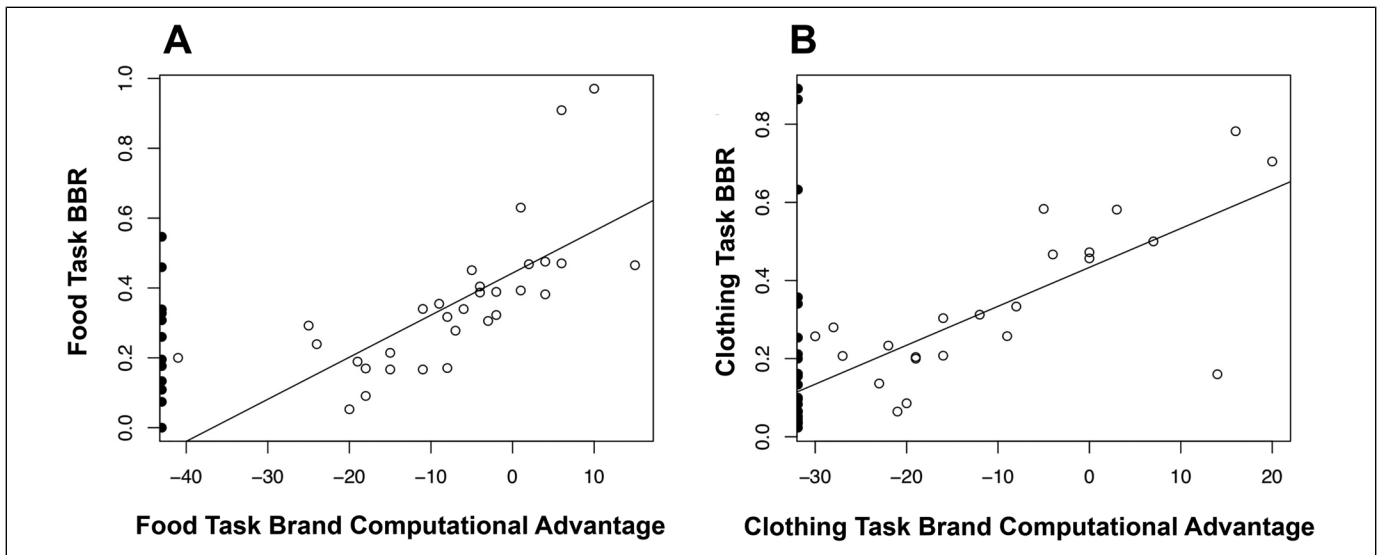 A
Food Task BBR
1.0
0.8
0.6
0.4
0.2
0.0
−40 −30 −20 −10 0 10
Food Task Brand Computational Advantage
B
Clothing Task BBR
0.8
0.6
0.4
0.2
0.0
−30 −20 −10 0 10 20
Clothing Task Brand Computational Advantage